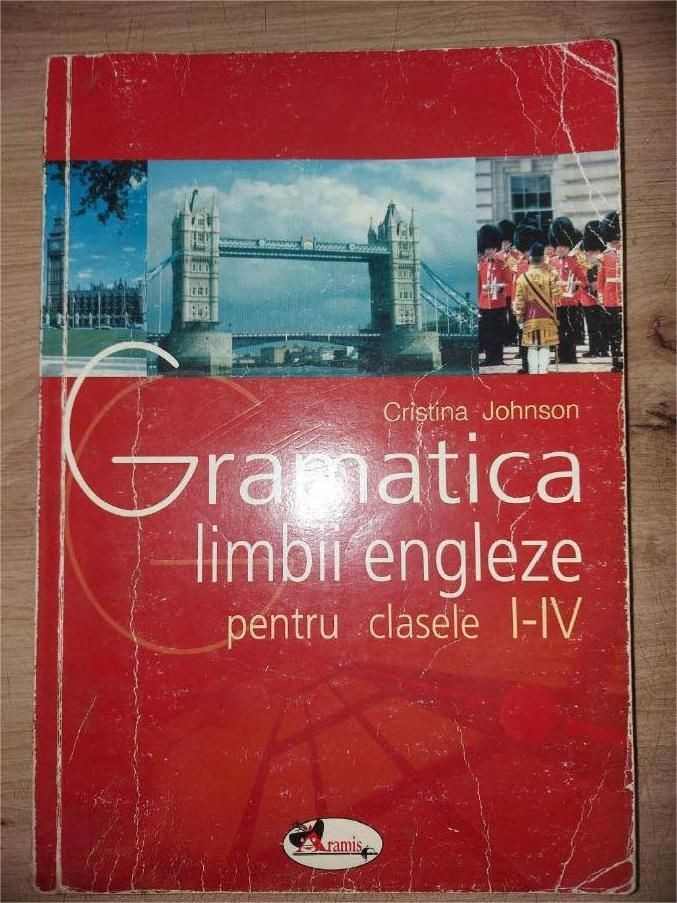 Cristina Johnson
Gramatica
limbii engleze
pentru clasele I-IV
Aramis